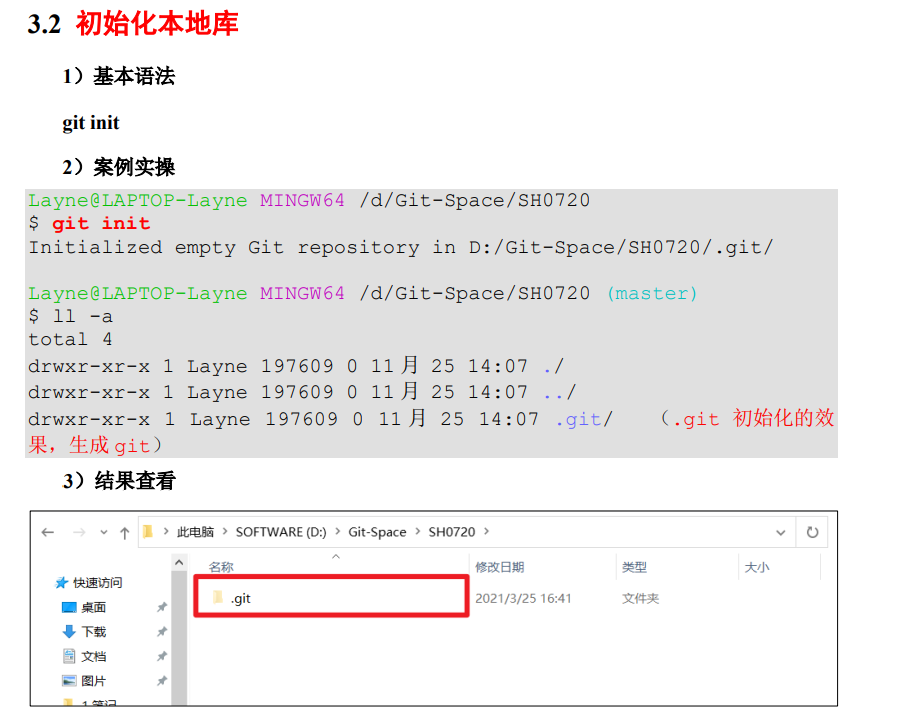 3.2 初始化本地库
1）基本语法
git init
2）案例实操
Layne@LAPTOP-Layne MINGW64 /d/Git-Space/SH0720
$ git init
Initialized empty Git repository in D:/Git-Space/SH0720/.git/
Layne@LAPTOP-Layne MINGW64 /d/Git-Space/SH0720 (master)
$ ll -a
total 4
drwxr-xr-x 1 Layne 197609 0 11月 25 14:07 ./
drwxr-xr-x 1 Layne 197609 0 11月 25 14:07 ../
drwxr-xr-x 1 Layne 197609 0 11月 25 14:07 .git/ （.git 初始化的效
果，生成 git）
3）结果查看
此电脑 > SOFTWARE (D:) > Git-Space > SH0720 >
名称 修改日期 类型 大小
快速访问
.git 2021/3/25 16:41 文件夹
桌面
下载
文档
图片
1.笔记